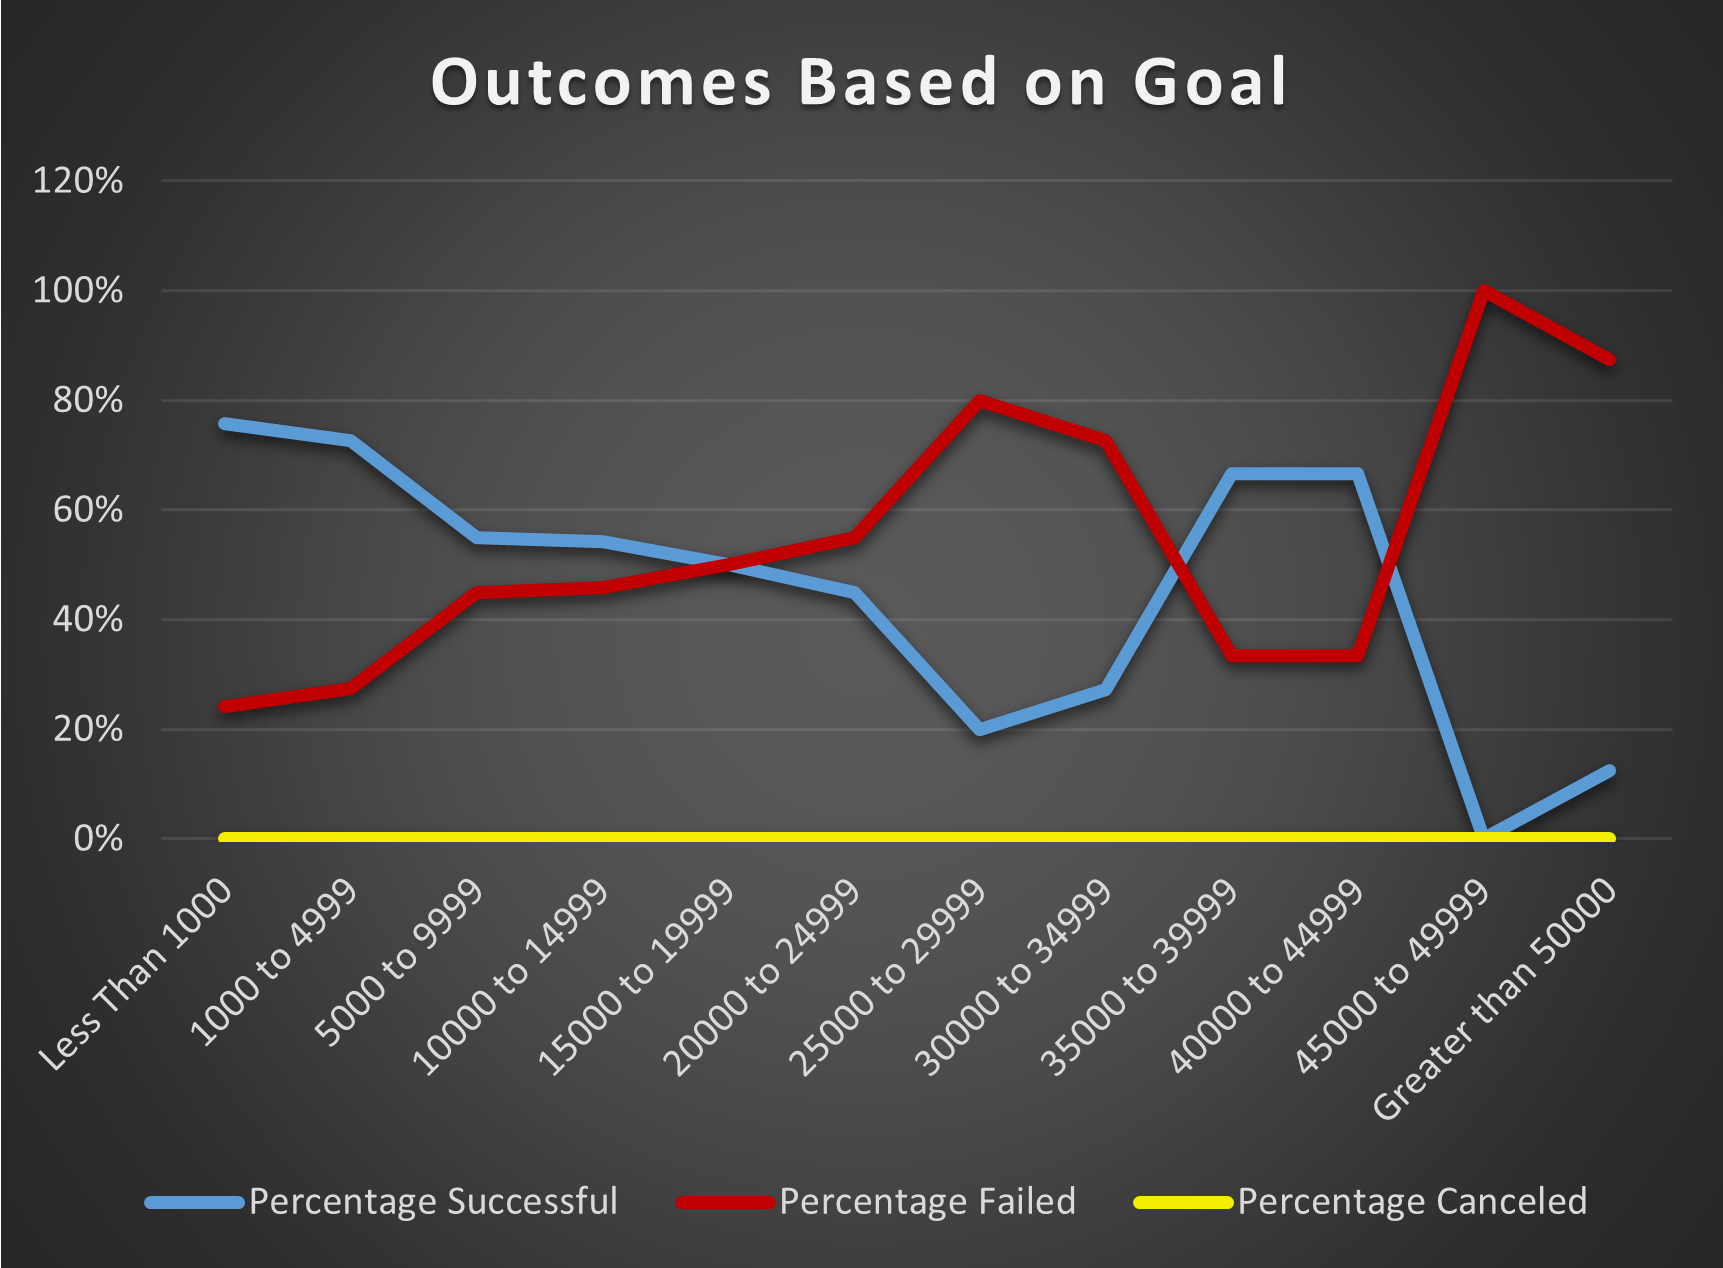 Outcomes Based on Goal
120%
100%
80%
60%
40%
20%
0%
Less Than 1000
1000 to 4999
5000 to 9999
10000 to 14999
15000 to 19999
20000 to 24999
25000 to 29999
30000 to 34999
35000 to 39999
40000 to 44999
45000 to 49999
Greater than 50000
Percentage Successful
Percentage Failed
Percentage Canceled